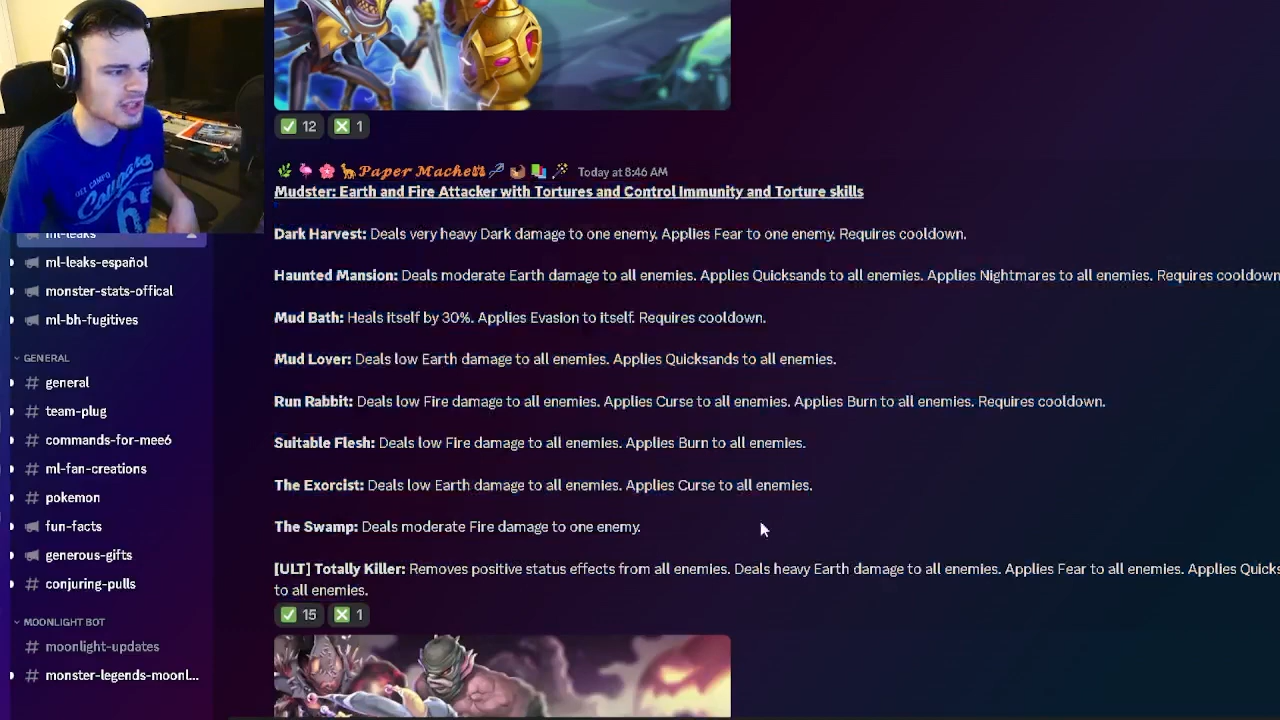 12 1
Paper Mache Today at 8:46 AM
Mudster: Earth and Fire Attacker with Tortures and Control Immunity and Torture skills
Dark Harvest: Deals very heavy Dark damage to one enemy. Applies Fear to one enemy. Requires cooldown.
ml-leaks
ml-leaks-español
Haunted Mansion: Deals moderate Earth damage to all enemies. Applies Quicksands to all enemies. Applies Nightmares to all enemies. Requires cooldown
monster-stats-offical
ml-bh-fugitives
Mud Bath: Heals itself by 30%. Applies Evasion to itself. Requires cooldown.
GENERAL
Mud Lover: Deals low Earth damage to all enemies. Applies Quicksands to all enemies.
general
team-plug
Run Rabbit: Deals low Fire damage to all enemies. Applies Curse to all enemies. Applies Burn to all enemies. Requires cooldown.
commands-for-mee6
Suitable Flesh: Deals low Fire damage to all enemies. Applies Burn to all enemies.
ml-fan-creations
The Exorcist: Deals low Earth damage to all enemies. Applies Curse to all enemies.
pokemon
fun-facts
The Swamp: Deals moderate Fire damage to one enemy.
generous-gifts
[ULT] Totally Killer: Removes positive status effects from all enemies. Deals heavy Earth damage to all enemies. Applies Fear to all enemies. Applies Quicks
to all enemies.
conjuring-pulls
15 1
MOONLIGHT BOT
moonlight-updates
monster-legends-moonl...